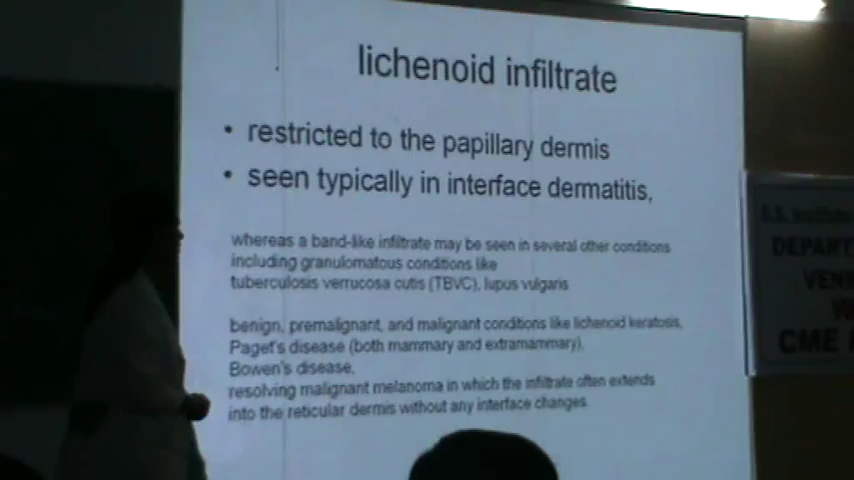 lichenoid infiltrate
• restricted to the papillary dermis
• seen typically in interface dermatitis,
whereas a band-like infiltrate may be seen in several other conditions
including granulomatous conditions like
tuberculosis verrucosa cutis (TBVC), lupus vulgaris
benign, premalignant, and malignant conditions like lichenoid keratosis,
Paget's disease (both mammary and extramammary),
Bowen's disease,
resolving malignant melanoma in which the infiltrate often extends
into the reticular dermis without any interface changes
S.S. Institute
DEPART
VEN
CME